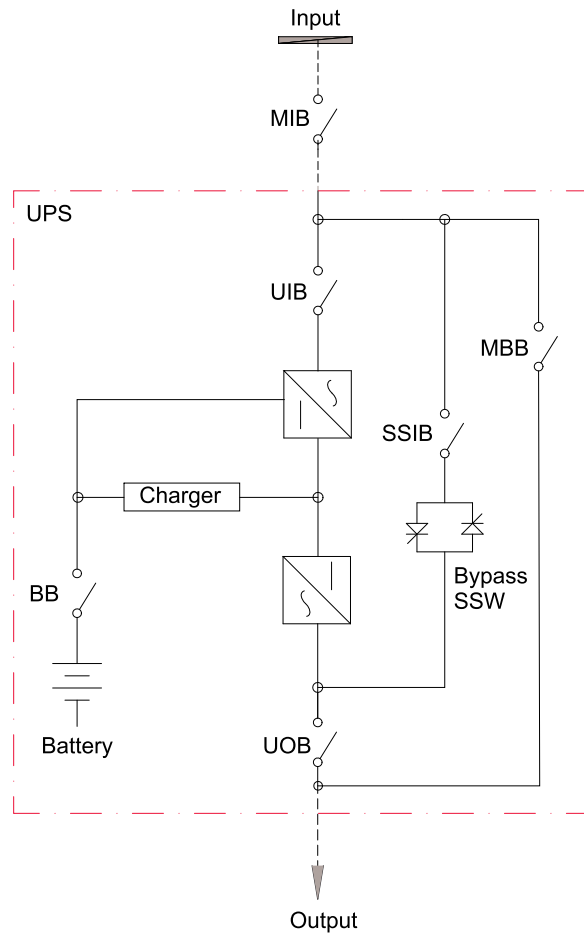 Input
MIB
UPS
UIB
MBB
SSIB
Charger
Bypass
SSW
BB
Battery
UOB
Output